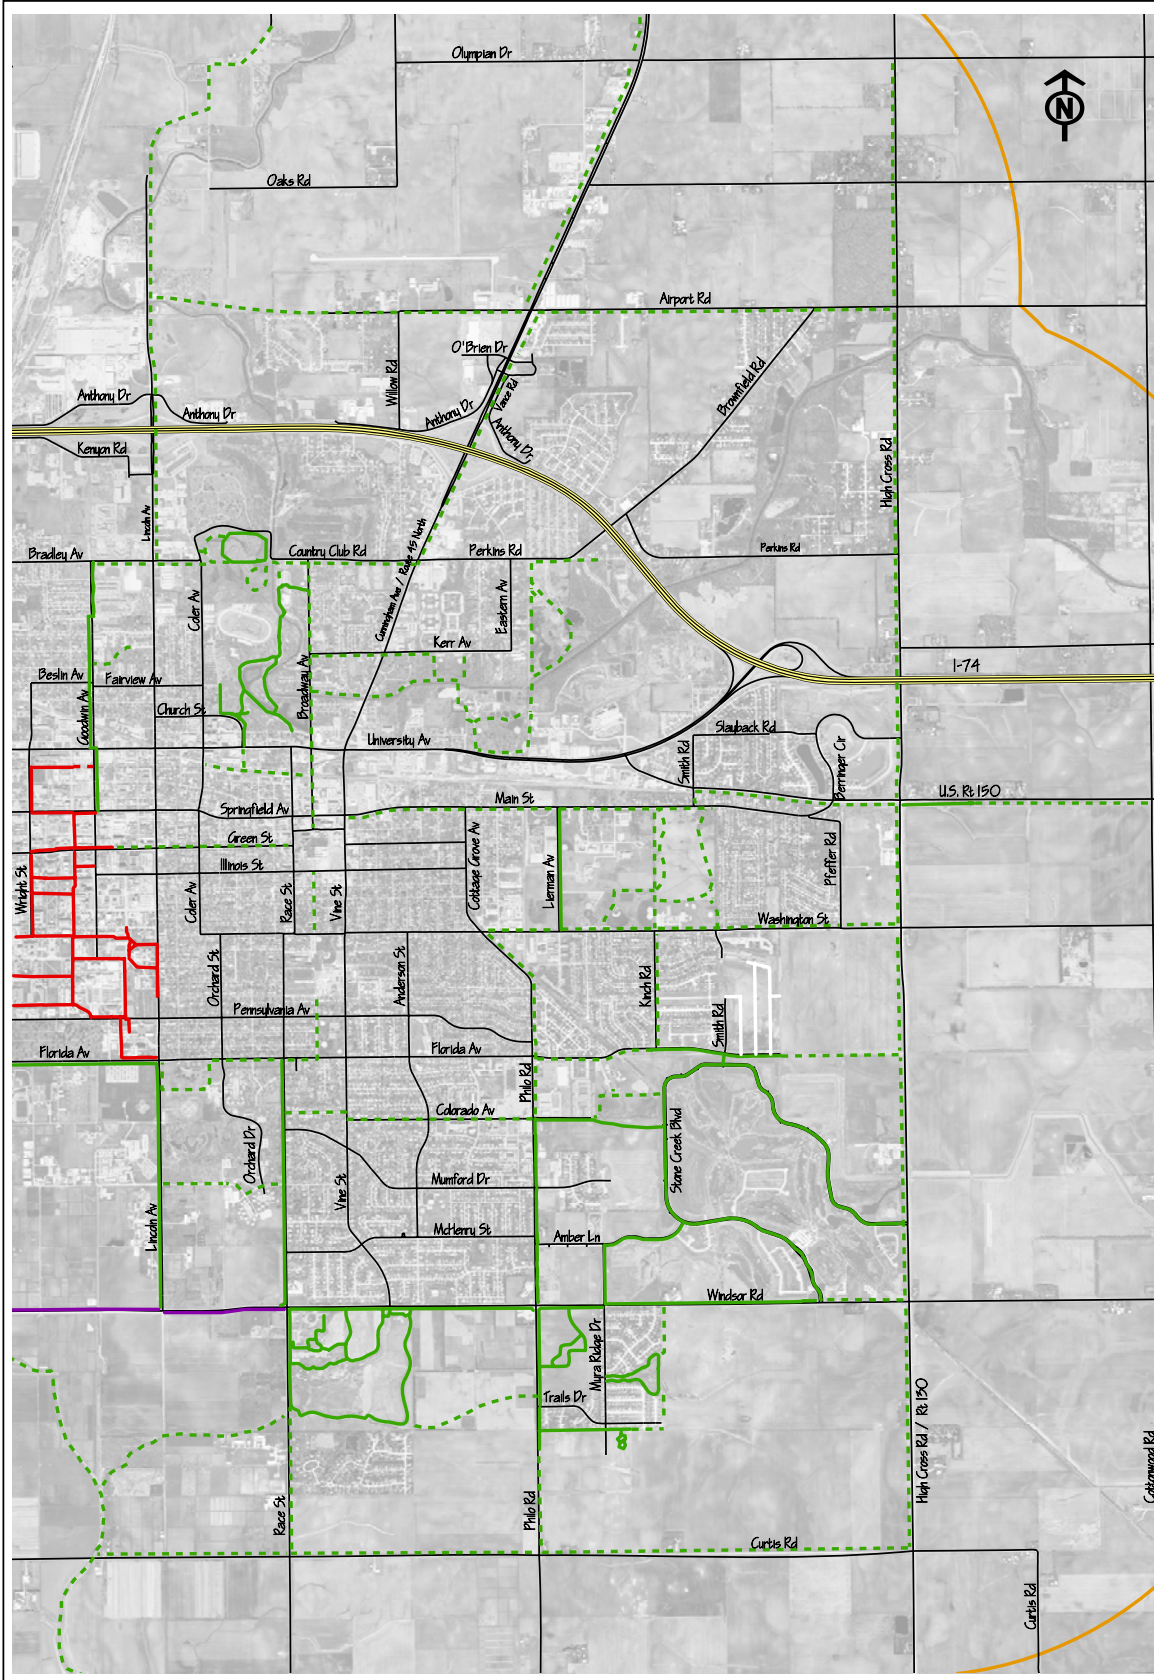 Olympian Dr
N
Oaks Rd
Airport Rd
O'Brien Dr
Willow Rd
Vance Rd
Brownfield Rd
Anthony Dr
Anthony Dr
Anthony Dr
Anthony Dr
Kenyon Rd
High Cross Rd
Lincoln Av
Cunningham Ave / Route 45 North
Bradley Av
Country Club Rd
Perkins Rd
Perkins Rd
Coler Av
Eastern Av
Kerr Av
I-74
Beslin Av
Fairview Av
Broadway Av
Goodwin Av
Church St
University Av
Slayback Rd
Smith Rd
Berringer Cir
U.S. Rt 150
Springfield Av
Main St
Green St
Illinois St
Wright St
Coler Av
Race St
Vine St
Cottage Grove Av
Lierman Av
Pfeffer Rd
Washington St
Orchard St
Anderson St
Kinch Rd
Smith Rd
Pennsylvania Av
Florida Av
Florida Av
Philo Rd
Colorado Av
Stone Creek Blvd
Orchard Dr
Vine St
Mumford Dr
Lincoln Av
McHenry St
Amber Ln
Windsor Rd
Myra Ridge Dr
Trails Dr
High Cross Rd / Rt 130
Cottonwood Rd
Race St
Philo Rd
Curtis Rd
Curtis Rd